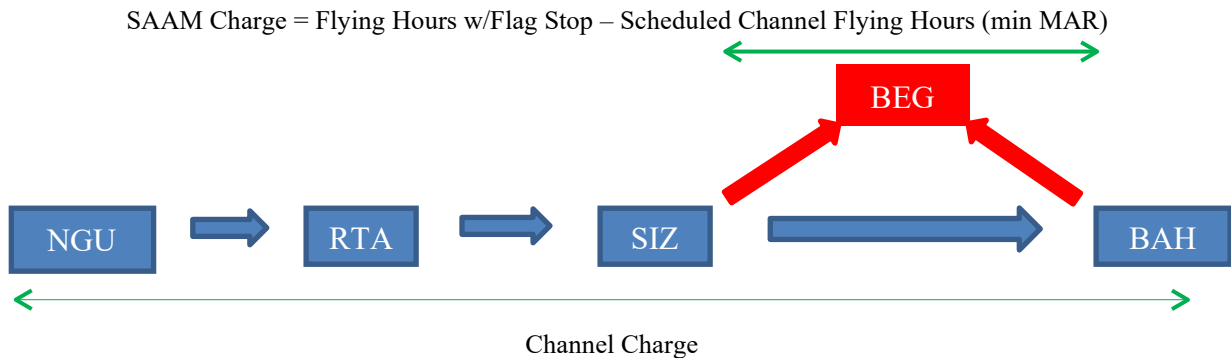 SAAM Charge = Flying Hours w/Flag Stop – Scheduled Channel Flying Hours (min MAR)
BEG
NGU
RTA
SIZ
BAH
Channel Charge